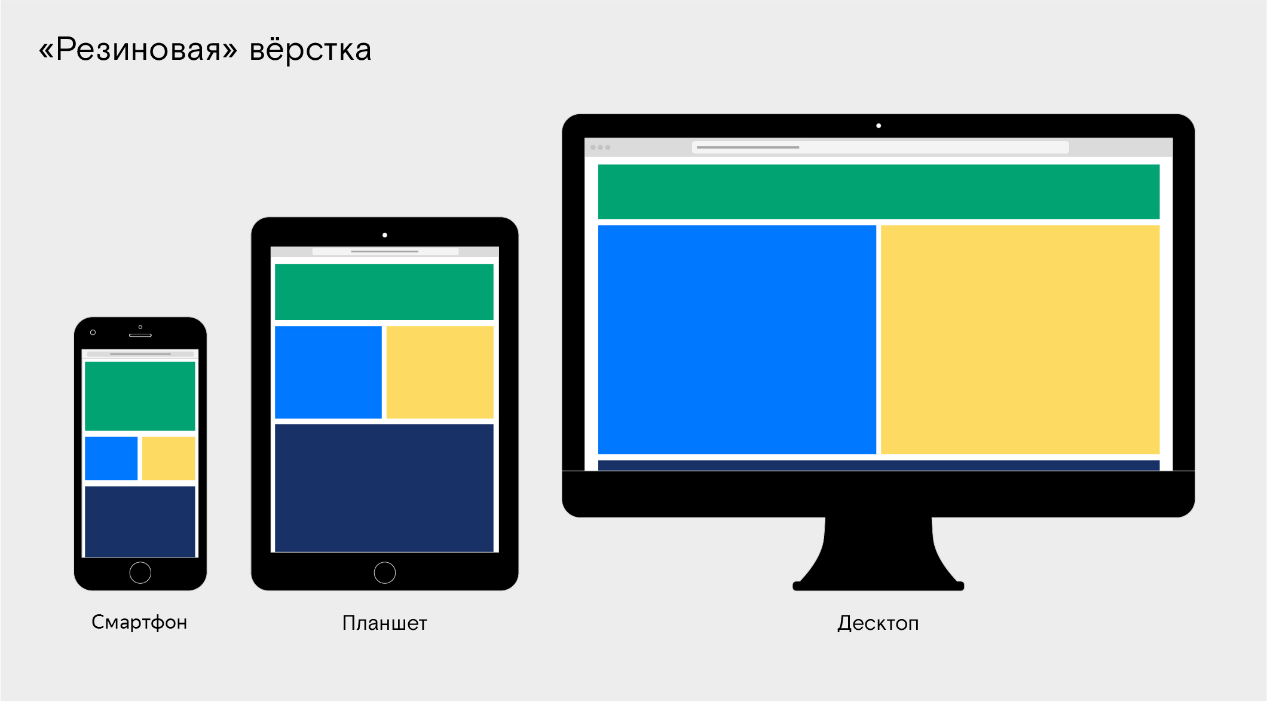 «Резиновая» вёрстка
Смартфон
Планшет
Десктоп